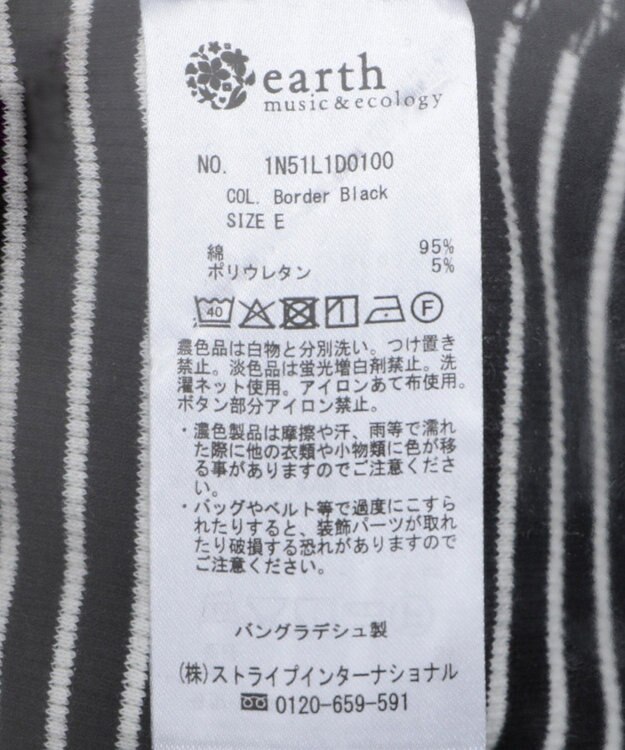 earth
music&ecology
NO. 1N51L1D0100
COL. Border Black
SIZE E
綿 95%
ポリウレタン 5%
40 F
濃色品は白物と分別洗い。つけ置き
禁止。淡色品は蛍光増白剤禁止。洗
濯ネット使用。アイロンあて布使用。
ボタン部分アイロン禁止。
・濃色製品は摩擦や汗、雨等で濡れ
た際に他の衣類や小物類に色が移
る事がありますのでご注意くださ
い。
・バッグやベルト等で過度にこすら
れたりすると、装飾パーツが取れ
たり破損する恐れがありますので
ご注意ください。
バングラデシュ製
(株)ストライプインターナショナル
0120-659-591